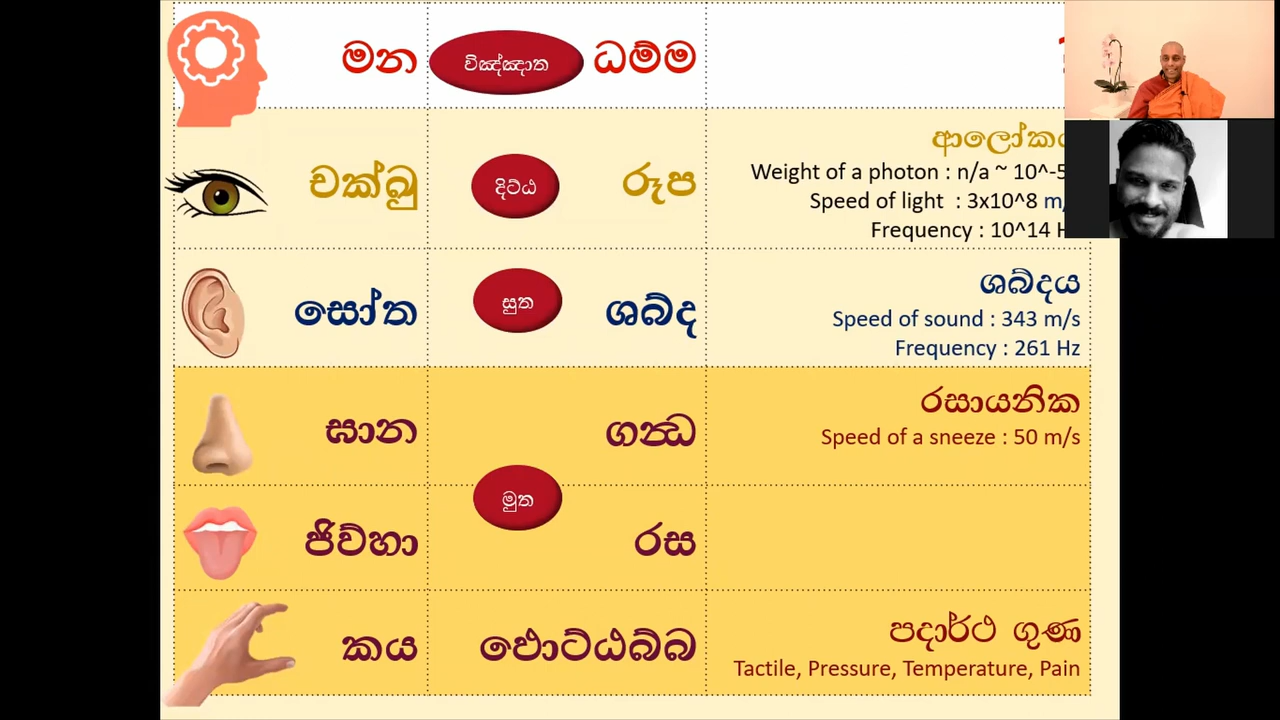 මන
විඤ්ඤාත
ධම්ම
ආලෝකය
චක්ඛු
දිට්ඨ
රූප
Weight of a photon : n/a ~ 10^-5
Speed of light : 3x10^8 m/
Frequency : 10^14 H
සෝත
සුත
ශබ්ද
ශබ්දය
Speed of sound : 343 m/s
Frequency : 261 Hz
ඝාන
ගන්‍ධ
රසායනික
Speed of a sneeze : 50 m/s
මුත
ජිව්හා
රස
කය
ඵොට්ඨබ්බ
පදාර්ථ ගුණ
Tactile, Pressure, Temperature, Pain